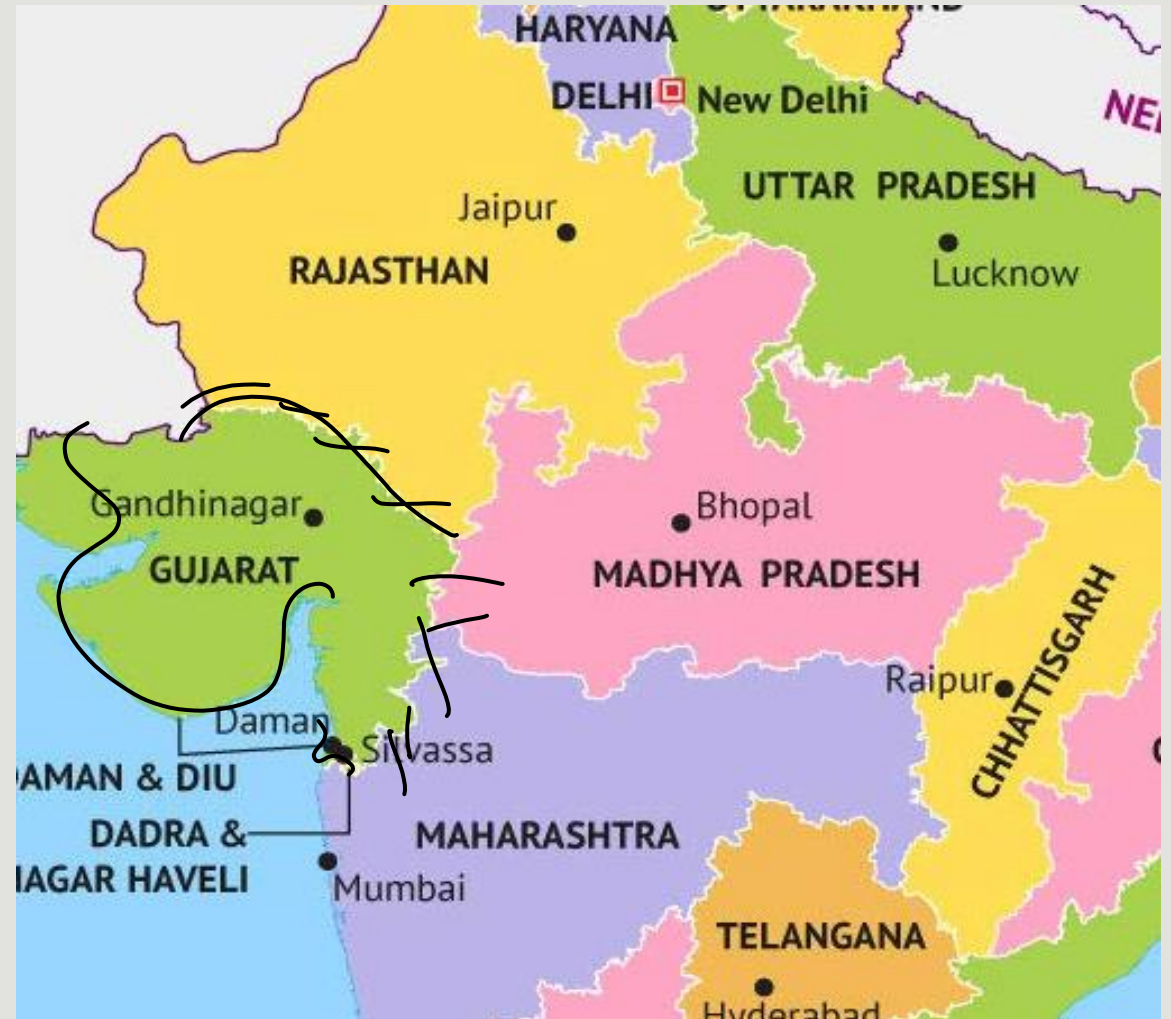 HARYANA
DELHI
New Delhi
UTTAR PRADESH
Jaipur
Lucknow
RAJASTHAN
Gandhinagar
GUJARAT
Bhopal
MADHYA PRADESH
CHHATTISGARH
Raipur
Daman
Silvassa
DAMAN & DIU
DADRA &
NAGAR HAVELI
MAHARASHTRA
Mumbai
TELANGANA
Hyderabad